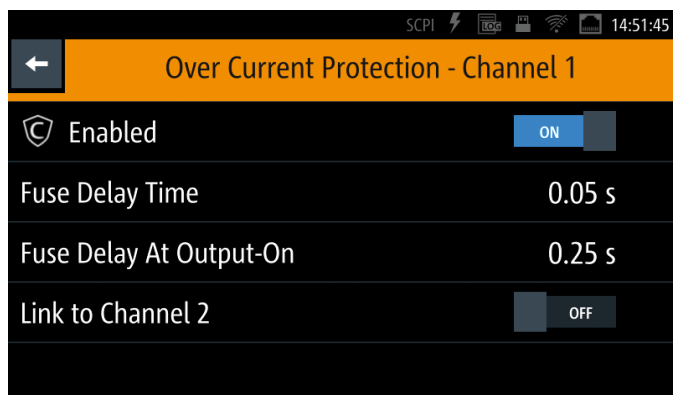 SCPI LOG 14:51:45
Over Current Protection - Channel 1
C Enabled ON
Fuse Delay Time 0.05 s
Fuse Delay At Output-On 0.25 s
Link to Channel 2 OFF